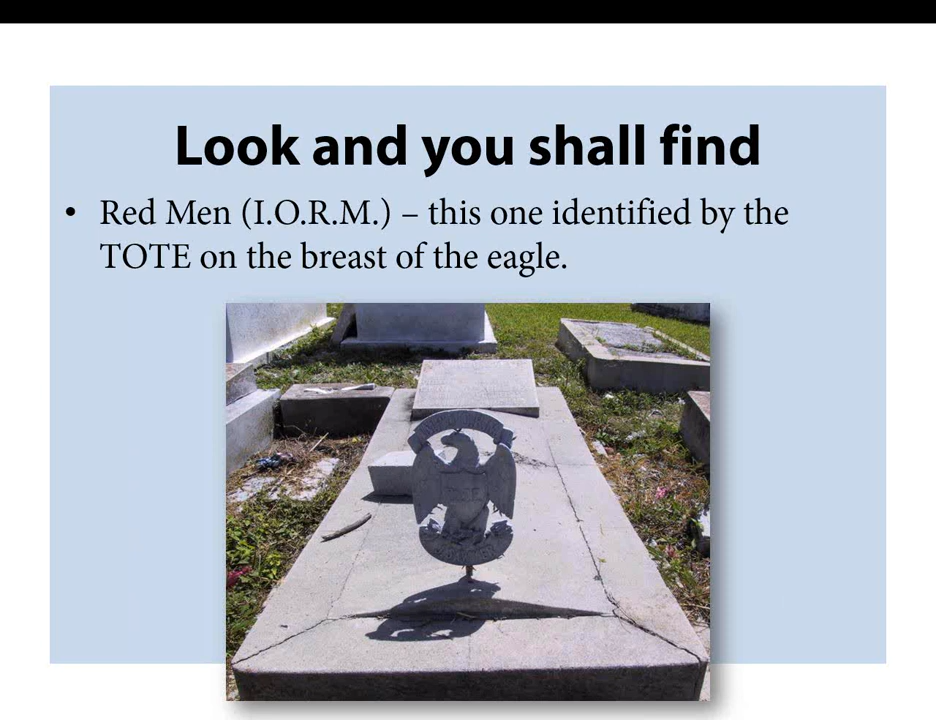 Look and you shall find
• Red Men (I.O.R.M.) – this one identified by the
TOTE on the breast of the eagle.